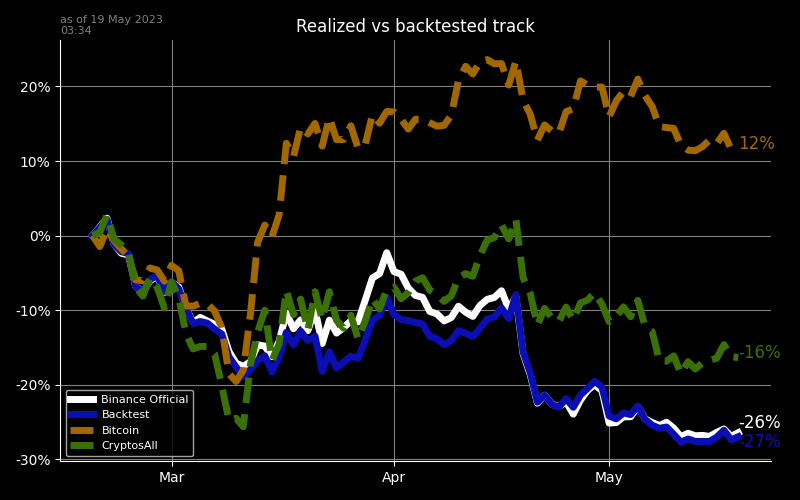 as of 19 May 2023
03:34
Realized vs backtested track
20%
10%
0%
-10%
-20%
-30%
12%
-16%
-26%
-27%
Binance Official
Backtest
Bitcoin
CryptosAll
Mar
Apr
May